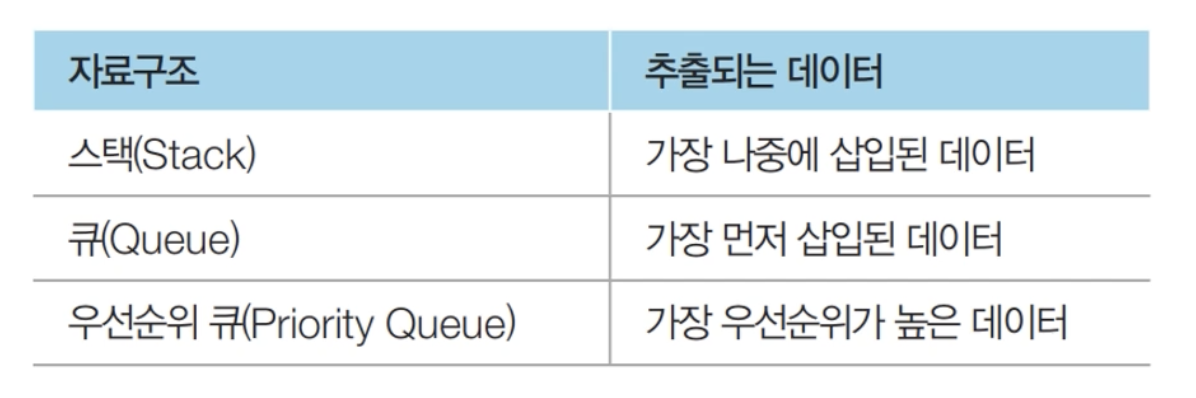 자료구조 추출되는 데이터
스택(Stack) 가장 나중에 삽입된 데이터
큐(Queue) 가장 먼저 삽입된 데이터
우선순위 큐(Priority Queue) 가장 우선순위가 높은 데이터